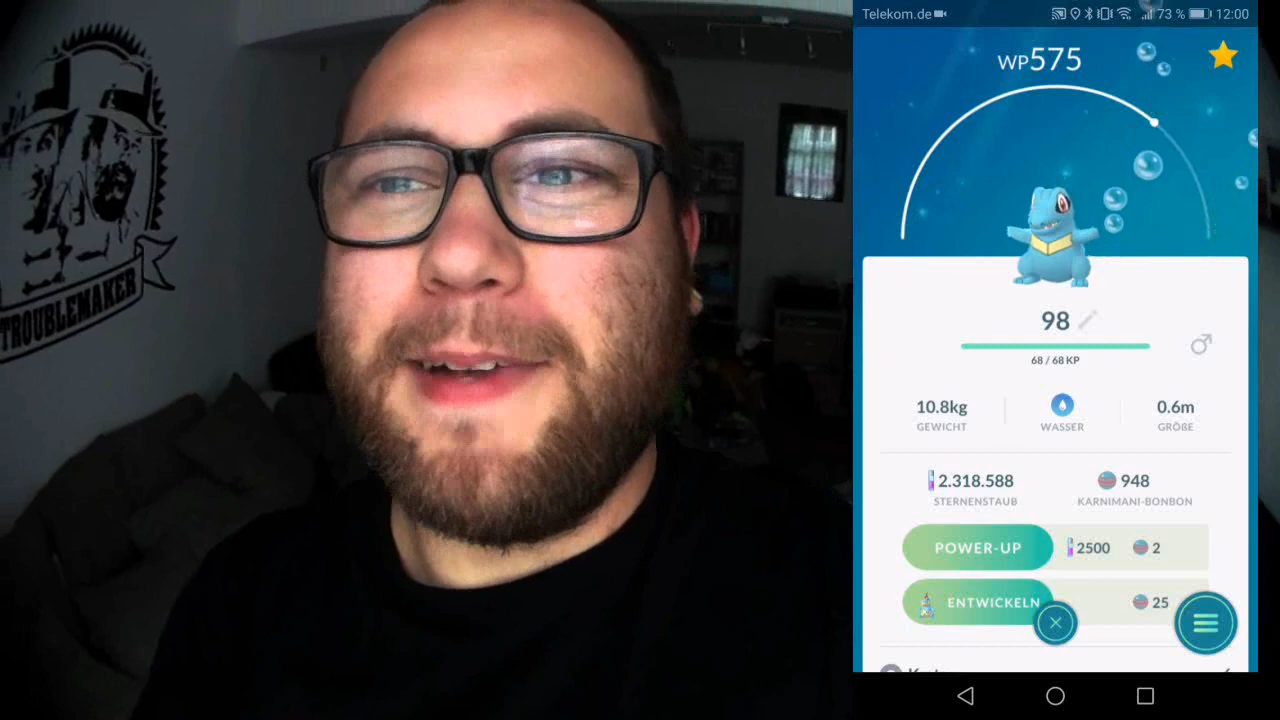 TROUBLEMAKER
Telekom.de 73 % 12:00
WP575
98
68 / 68 KP
10.8kg
GEWICHT
WASSER
0.6m
GRÖßE
2.318.588
STERNENSTAUB
948
KARNIMANI-BONBON
POWER-UP 2500 2
ENTWICKELN 25